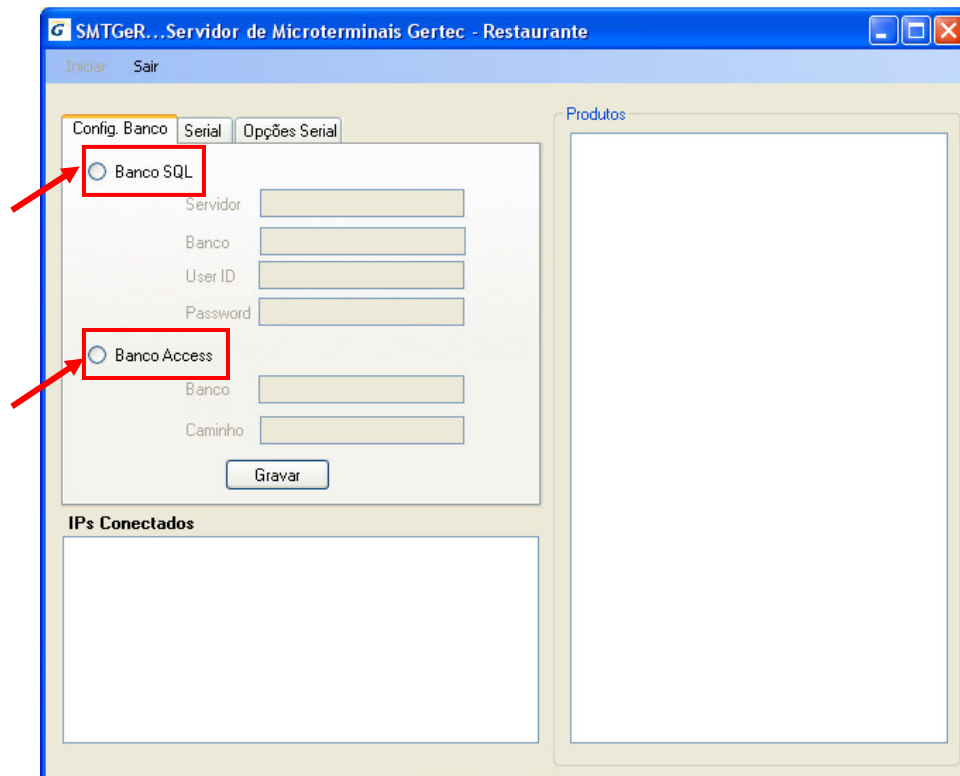 SMTGeR...Servidor de Microterminais Gertec - Restaurante
Iniciar Sair
Config. Banco Serial Opções Serial
Banco SQL
Servidor
Banco
User ID
Password
Banco Access
Banco
Caminho
Gravar
IPs Conectados
Produtos